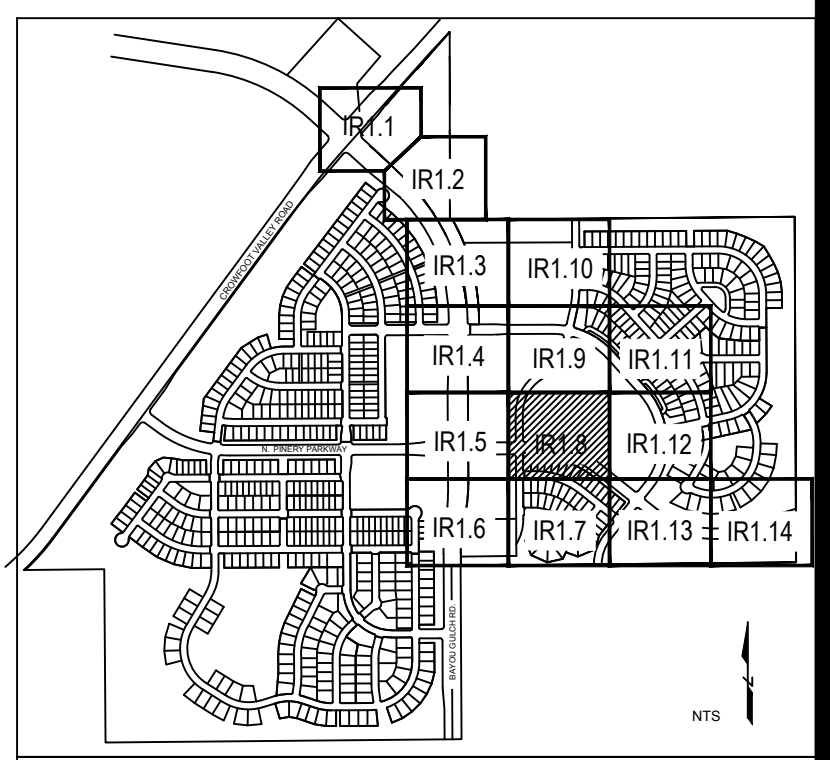 IR1.1
IR1.2
CROWFOOT VALLEY ROAD
IR1.3
IR1.10
IR1.4
IR1.9
IR1.11
IR1.5
IR1.8
IR1.12
N. PINERY PARKWAY
IR1.6
IR1.7
IR1.13
IR1.14
BAYOU GULCH RD.
NTS
N